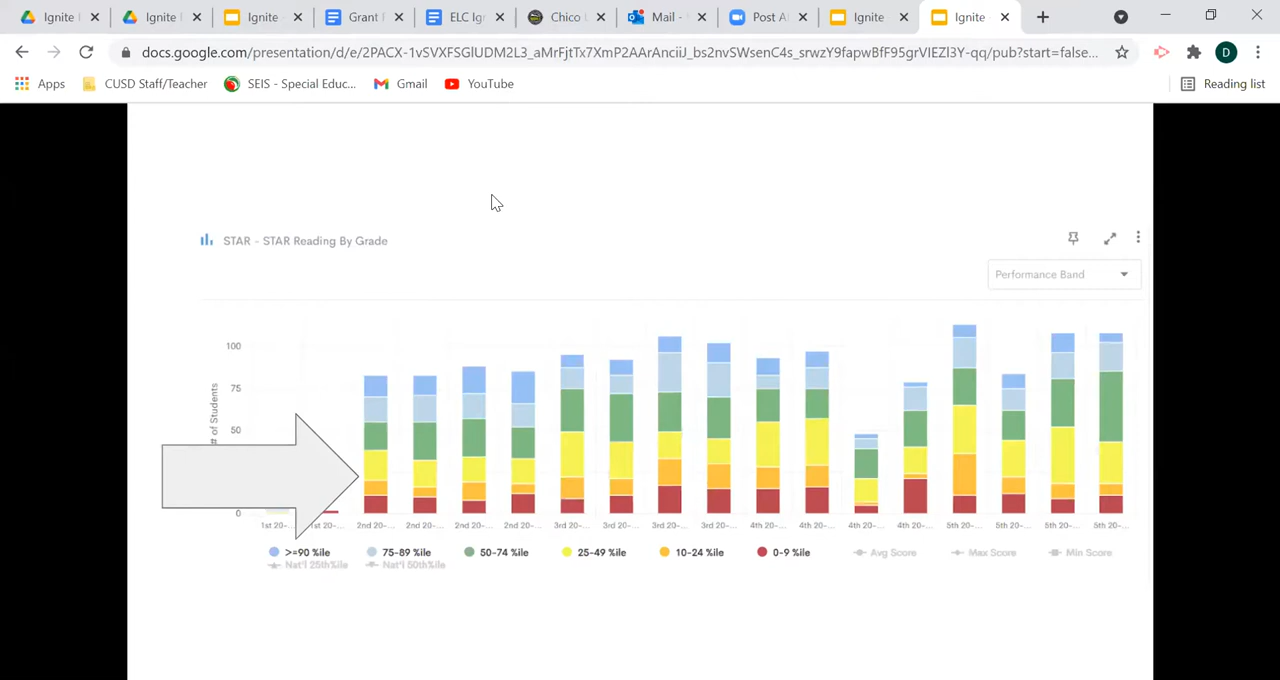 Ignite
Ignite
Ignite
Grant
ELC Ig
Chico
Mail -
Post A
Ignite
Ignite
docs.google.com/presentation/d/e/2PACX-1vSVXFSGlUDM2L3_aMrFjtTx7XmP2AArAnciiJ_bs2nvSWsenC4s_srwzY9fapwBfF95grVIEZl3Y-qq/pub?start=false...
D
Apps
CUSD Staff/Teacher
SEIS - Special Educ...
Gmail
YouTube
Reading list
STAR - STAR Reading By Grade
Performance Band
# of Students
100
75
50
0
1st 20-... 1st 20-... 2nd 20-... 2nd 20-... 2nd 20-... 2nd 20-... 3rd 20-... 3rd 20-... 3rd 20-... 3rd 20-... 4th 20-... 4th 20-... 4th 20-... 4th 20-... 5th 20-... 5th 20-... 5th 20-... 5th 20-...
>=90 %ile 75-89 %ile 50-74 %ile 25-49 %ile 10-24 %ile 0-9 %ile Avg Score Max Score Min Score
Nat'l 25th%ile Nat'l 50th%ile